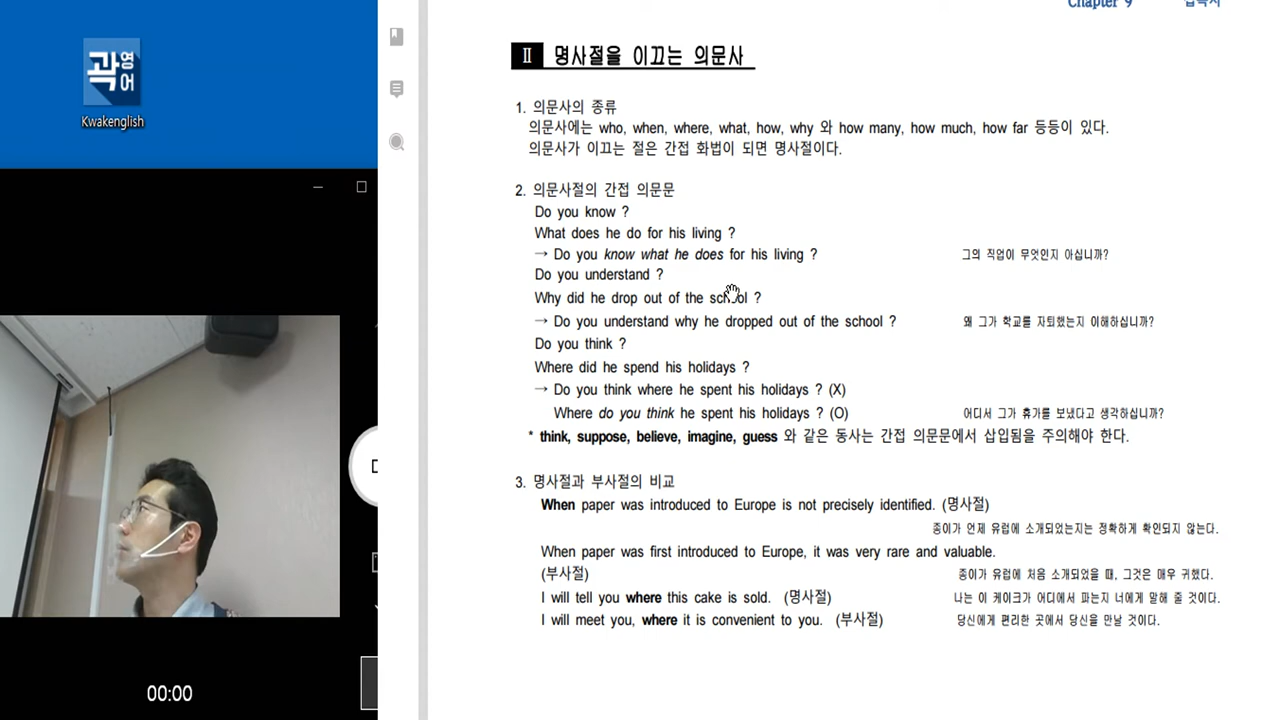 Chapter 9 접속사
곽영어
Kwakenglish
Ⅱ 명사절을 이끄는 의문사
1. 의문사의 종류
의문사에는 who, when, where, what, how, why 와 how many, how much, how far 등등이 있다.
의문사가 이끄는 절은 간접 화법이 되면 명사절이다.
2. 의문사절의 간접 의문문
Do you know ?
What does he do for his living ?
→ Do you know what he does for his living ? 그의 직업이 무엇인지 아십니까?
Do you understand ?
Why did he drop out of the school ?
→ Do you understand why he dropped out of the school ? 왜 그가 학교를 자퇴했는지 이해하십니까?
Do you think ?
Where did he spend his holidays ?
→ Do you think where he spent his holidays ? (X)
Where do you think he spent his holidays ? (O) 어디서 그가 휴가를 보냈다고 생각하십니까?
* think, suppose, believe, imagine, guess 와 같은 동사는 간접 의문문에서 삽입됨을 주의해야 한다.
3. 명사절과 부사절의 비교
When paper was introduced to Europe is not precisely identified. (명사절)
종이가 언제 유럽에 소개되었었는지는 정확하게 확인되지 않는다.
When paper was first introduced to Europe, it was very rare and valuable.
(부사절) 종이가 유럽에 처음 소개되었을 때, 그것은 매우 귀했다.
I will tell you where this cake is sold. (명사절) 나는 이 케이크가 어디에서 파는지 너에게 말해 줄 것이다.
I will meet you, where it is convenient to you. (부사절) 당신에게 편리한 곳에서 당신을 만날 것이다.
00:00